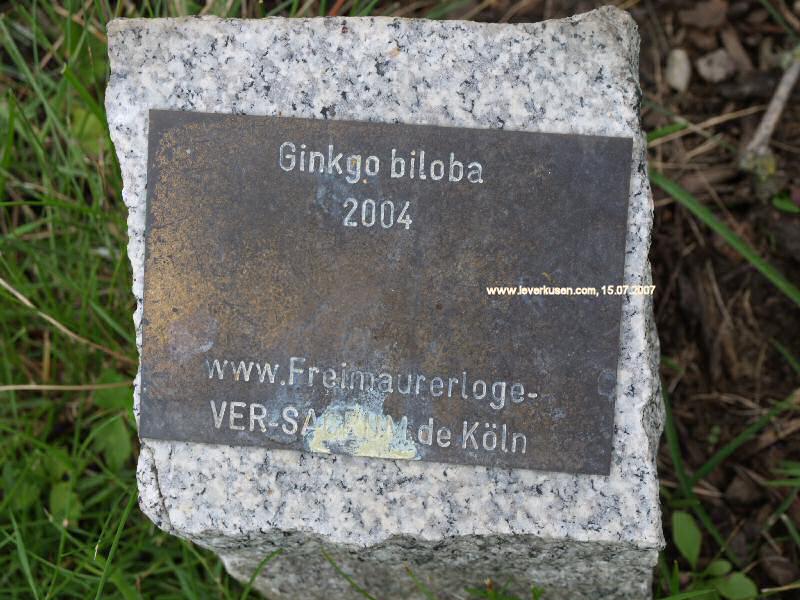 Ginkgo biloba
2004
www.leverkusen.com, 15.07.2007
www.Freimaurerloge-
de Köln